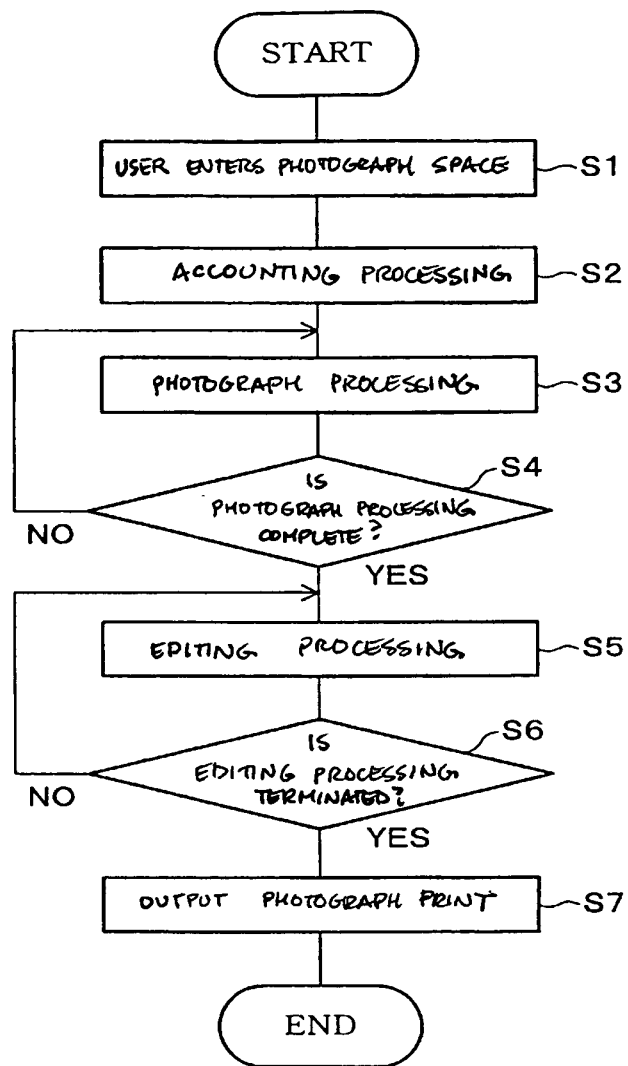 START
USER ENTERS PHOTOGRAPH SPACE
S1
ACCOUNTING PROCESSING
S2
PHOTOGRAPH PROCESSING
S3
IS
PHOTOGRAPH PROCESSING
COMPLETE?
S4
NO
YES
EDITING PROCESSING
S5
IS
EDITING PROCESSING
TERMINATED?
S6
NO
YES
OUTPUT PHOTOGRAPH PRINT
S7
END